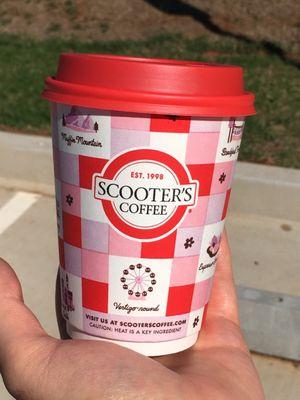 Muffin Mountain
EST. 1998
SCOOTER'S
COFFEE
Vertigo-round
VISIT US AT SCOOTERSCOFFEE.COM
CAUTION: HEAT IS A KEY INGREDIENT